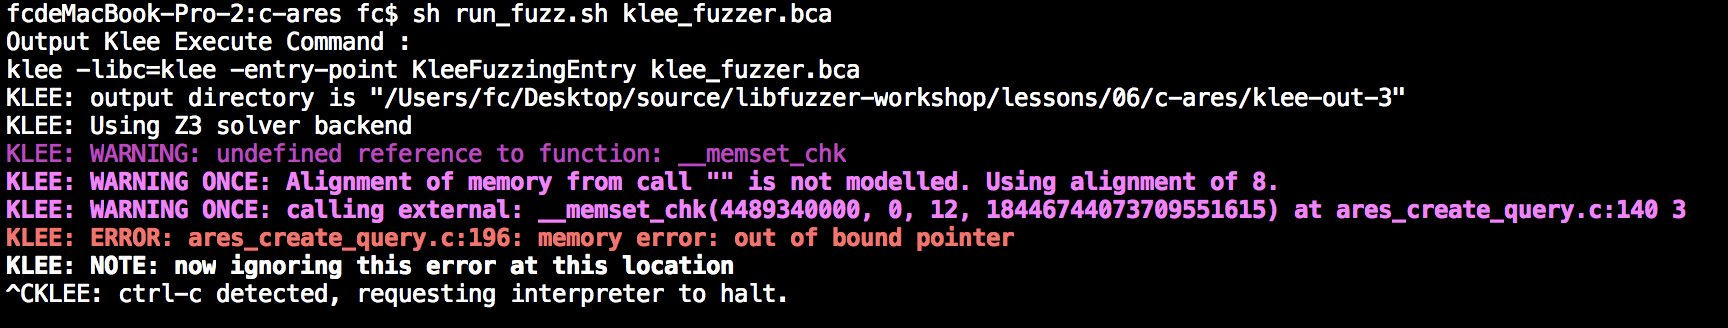 fcdeMacBook-Pro-2:c-ares fc$ sh run_fuzz.sh klee_fuzzer.bca
Output Klee Execute Command :
klee -libc=klee -entry-point KleeFuzzingEntry klee_fuzzer.bca
KLEE: output directory is "/Users/fc/Desktop/source/libfuzzer-workshop/lessons/06/c-ares/klee-out-3"
KLEE: Using Z3 solver backend
KLEE: WARNING: undefined reference to function: __memset_chk
KLEE: WARNING ONCE: Alignment of memory from call "" is not modelled. Using alignment of 8.
KLEE: WARNING ONCE: calling external: __memset_chk(4489340000, 0, 12, 18446744073709551615) at ares_create_query.c:140 3
KLEE: ERROR: ares_create_query.c:196: memory error: out of bound pointer
KLEE: NOTE: now ignoring this error at this location
^CKLEE: ctrl-c detected, requesting interpreter to halt.